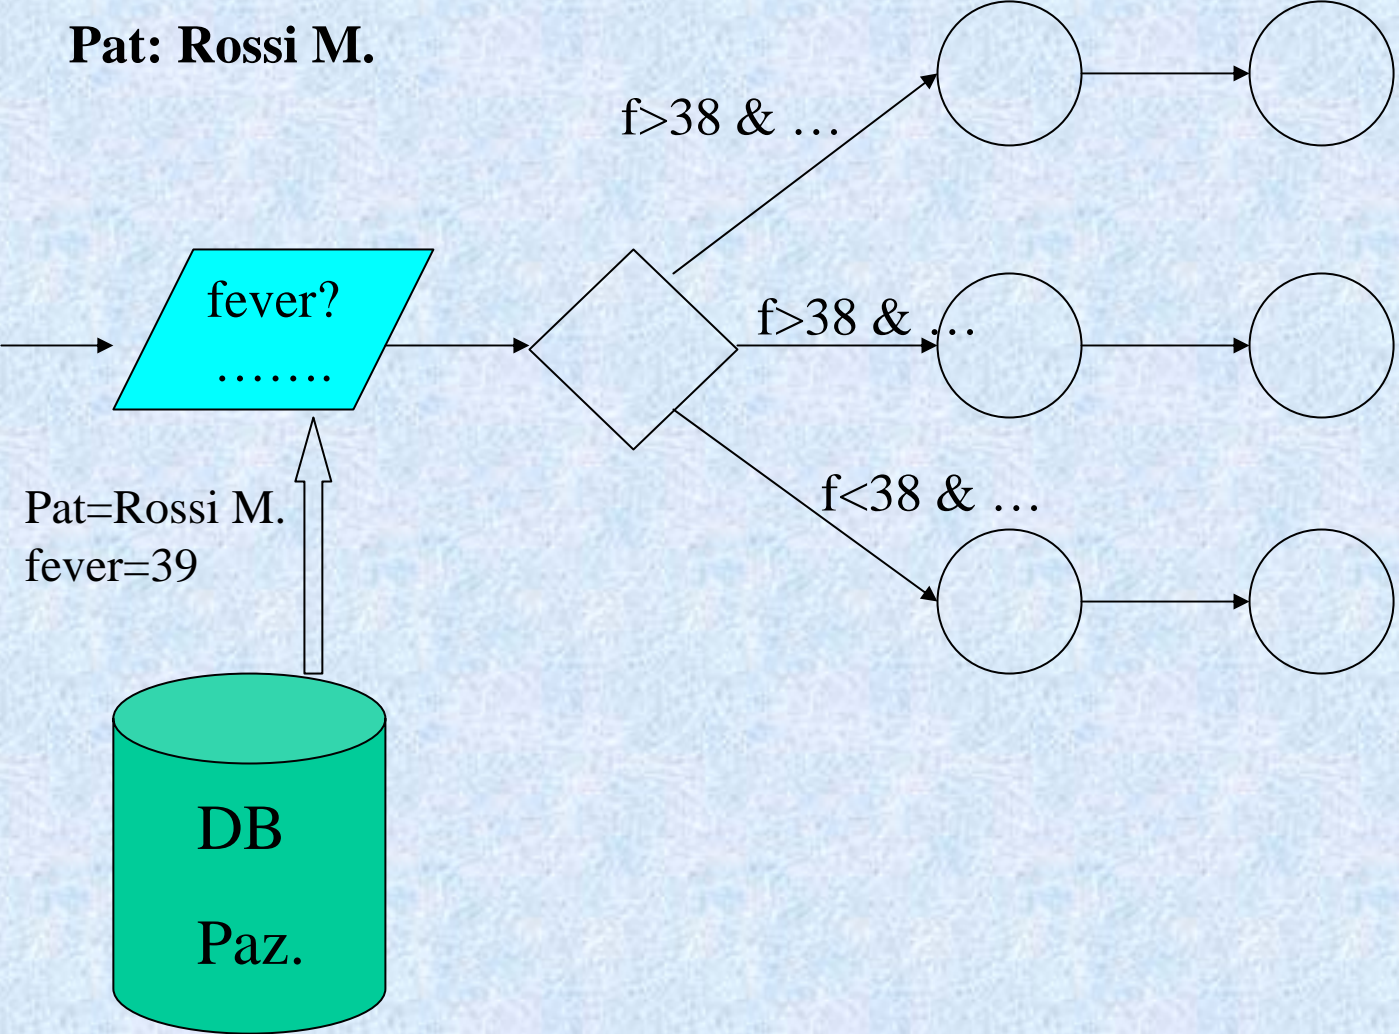 Pat: Rossi M.
f>38 & …
fever?
…….
f>38 & …
f<38 & …
Pat=Rossi M.
fever=39
DB
Paz.